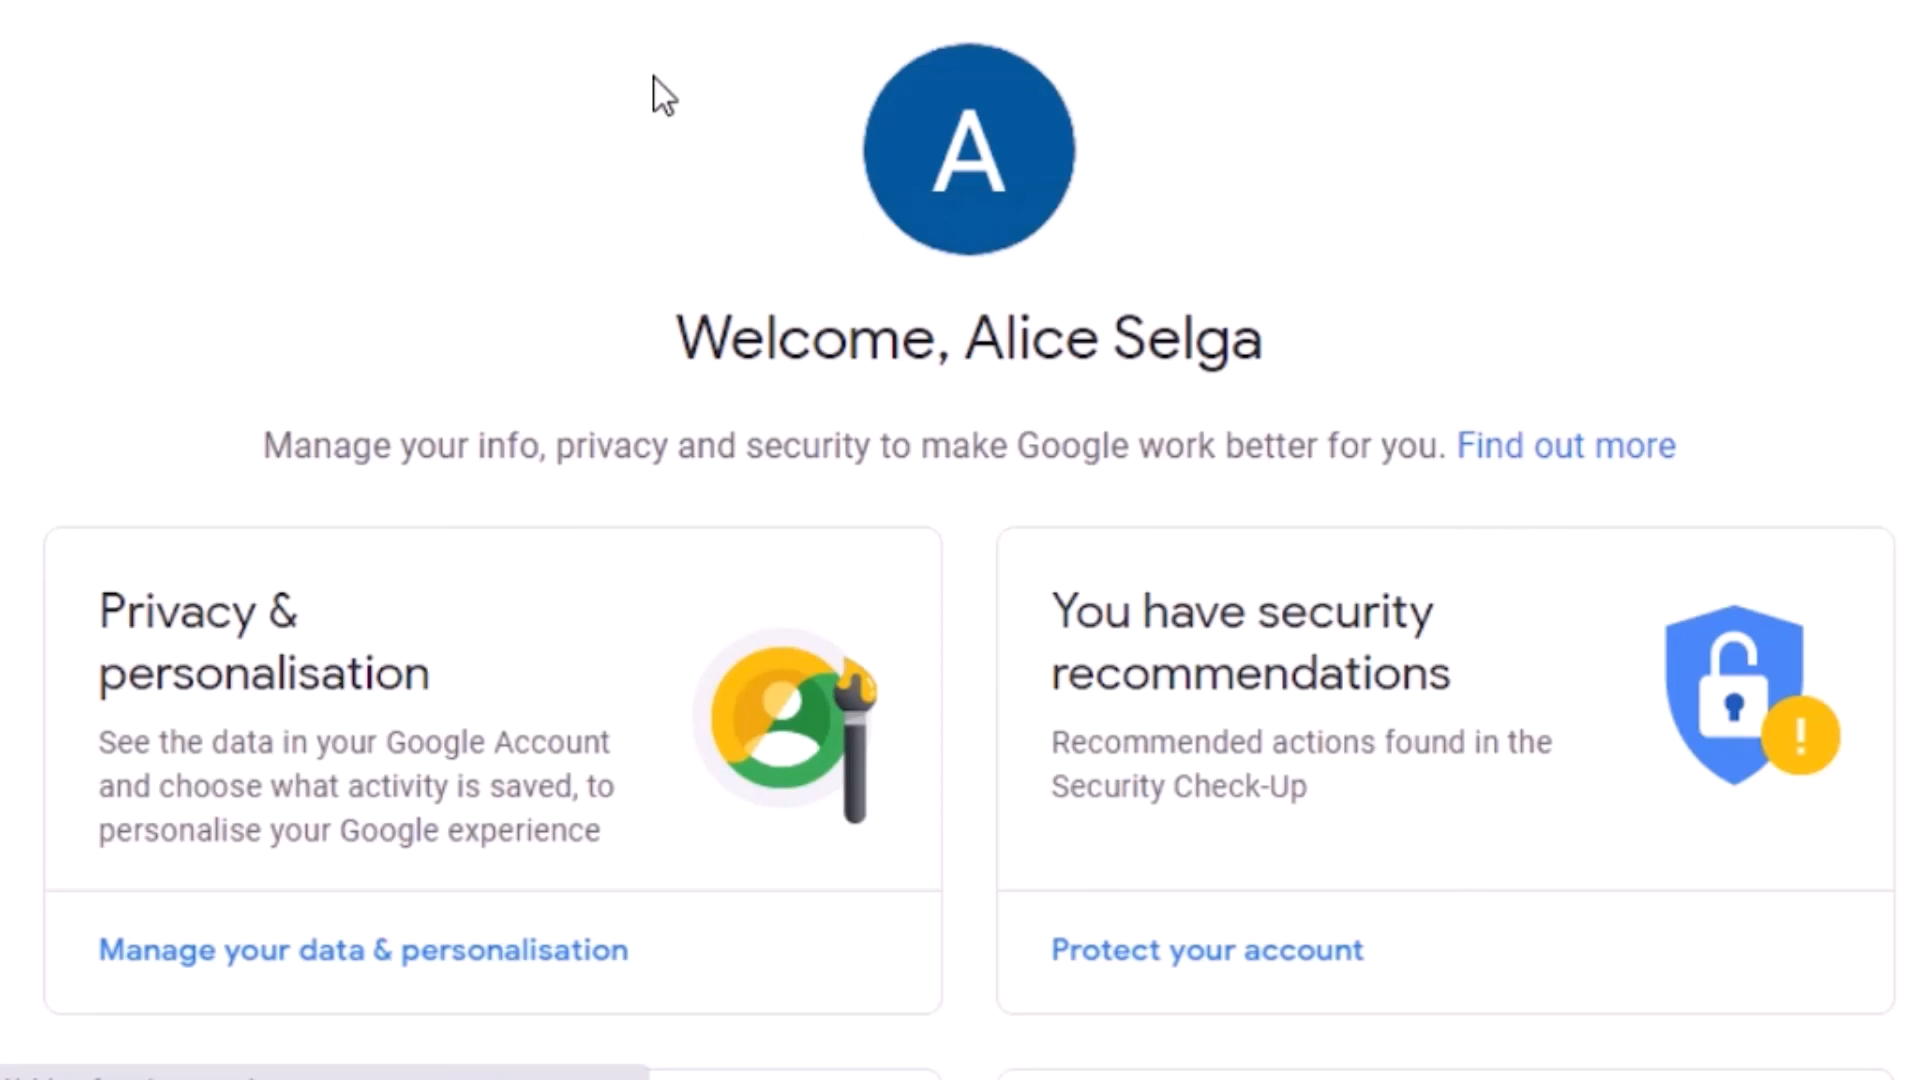 A
Welcome, Alice Selga
Manage your info, privacy and security to make Google work better for you. Find out more
Privacy &
personalisation
See the data in your Google Account
and choose what activity is saved, to
personalise your Google experience
Manage your data & personalisation
You have security
recommendations
Recommended actions found in the
Security Check-Up
Protect your account